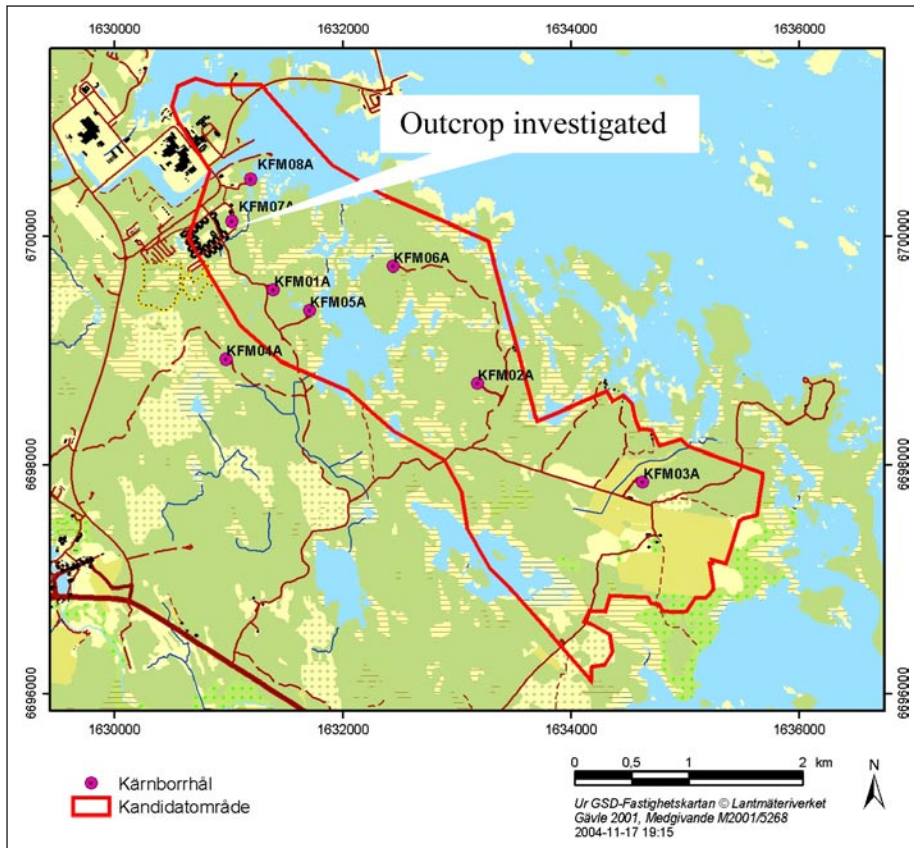 1630000 1632000 1634000 1636000
Outcrop investigated
KFM08A
KFM07A
6700000 6700000
KFM06A
KFM01A
KFM05A
KFM04A
KFM02A
6698000 6698000
KFM03A
6696000 6696000
1630000 1632000 1634000 1636000
Kärnborrhål
Kandidatområde
0 0,5 1 2 km
N
Ur GSD-Fastighetskartan © Lantmäteriverket
Gävle 2001, Medgivande M2001/5268
2004-11-17 19:15